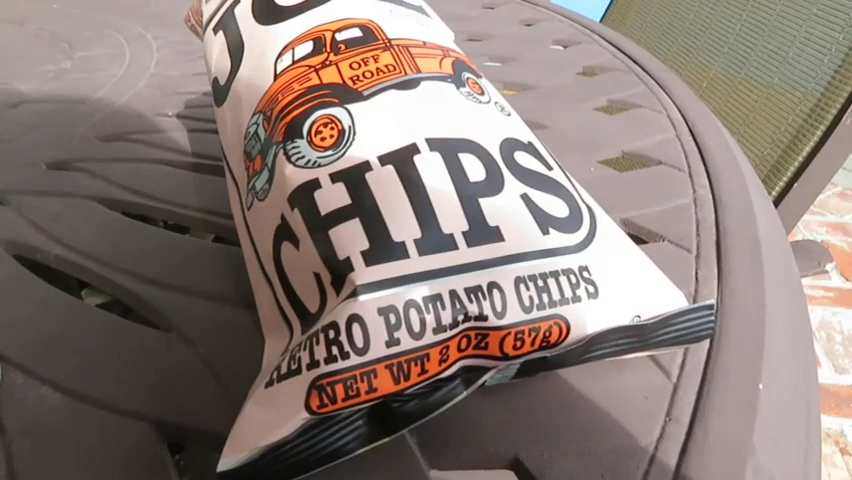 OFF
ROAD
CHIPS
RETRO POTATO CHIPS
NET WT 2 OZ (57g)